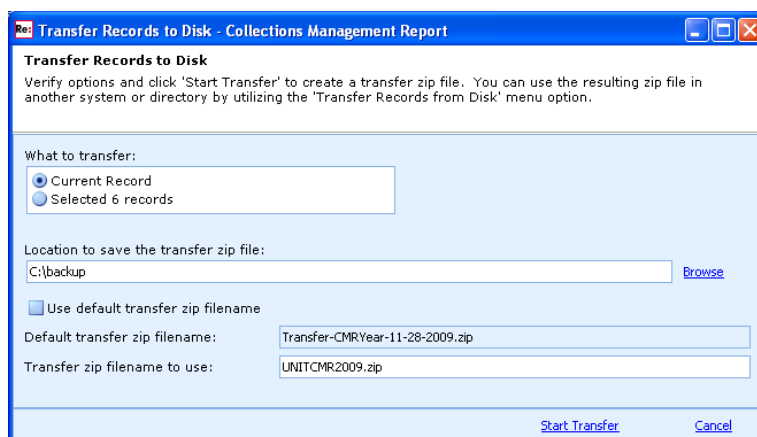 Re: Transfer Records to Disk - Collections Management Report
Transfer Records to Disk
Verify options and click 'Start Transfer' to create a transfer zip file. You can use the resulting zip file in
another system or directory by utilizing the 'Transfer Records from Disk' menu option.
What to transfer:
Current Record
Selected 6 records
Location to save the transfer zip file:
C:\backup
Browse
Use default transfer zip filename
Default transfer zip filename:
Transfer-CMRYear-11-28-2009.zip
Transfer zip filename to use:
UNITCMR2009.zip
Start Transfer
Cancel